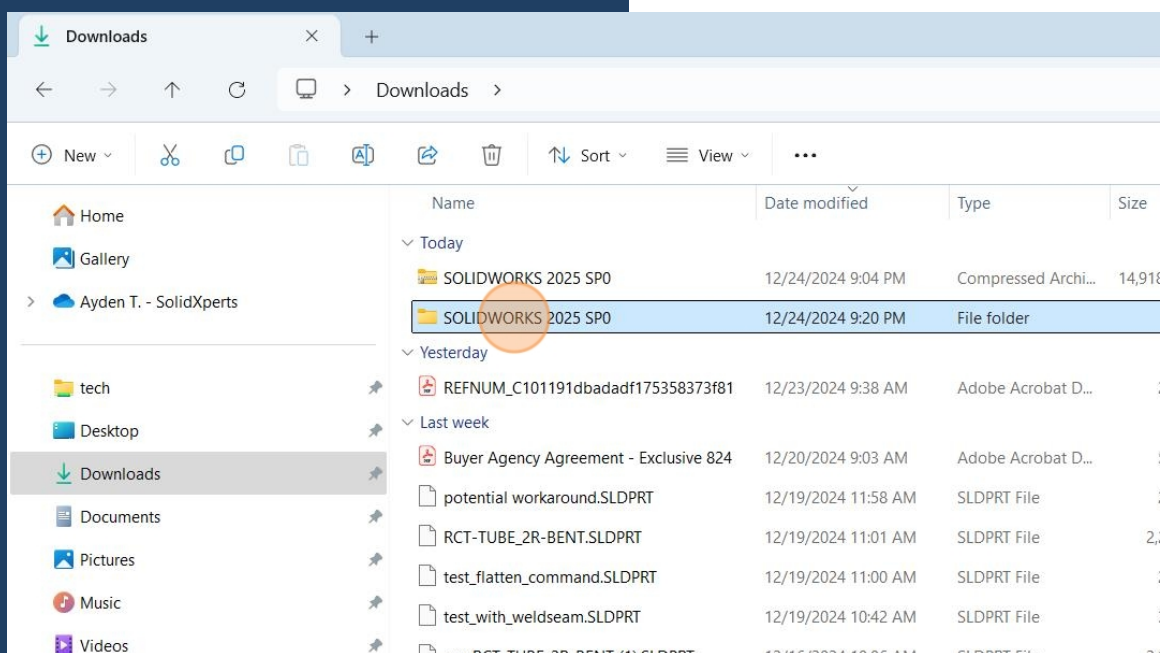 Downloads
Downloads
New
Sort
View
Name Date modified Type Size
Home
Gallery
Ayden T. - SolidXperts
tech
Desktop
Downloads
Documents
Pictures
Music
Videos
Today
SOLIDWORKS 2025 SP0 12/24/2024 9:04 PM Compressed Archi... 14,918
SOLIDWORKS 2025 SP0 12/24/2024 9:20 PM File folder
Yesterday
REFNUM_C101191dbadadf175358373f81 12/23/2024 9:38 AM Adobe Acrobat D...
Last week
Buyer Agency Agreement - Exclusive 824 12/20/2024 9:03 AM Adobe Acrobat D...
potential workaround.SLDPRT 12/19/2024 11:58 AM SLDPRT File
RCT-TUBE_2R-BENT.SLDPRT 12/19/2024 11:01 AM SLDPRT File 2,
test_flatten_command.SLDPRT 12/19/2024 11:00 AM SLDPRT File
test_with_weldseam.SLDPRT 12/19/2024 10:42 AM SLDPRT File